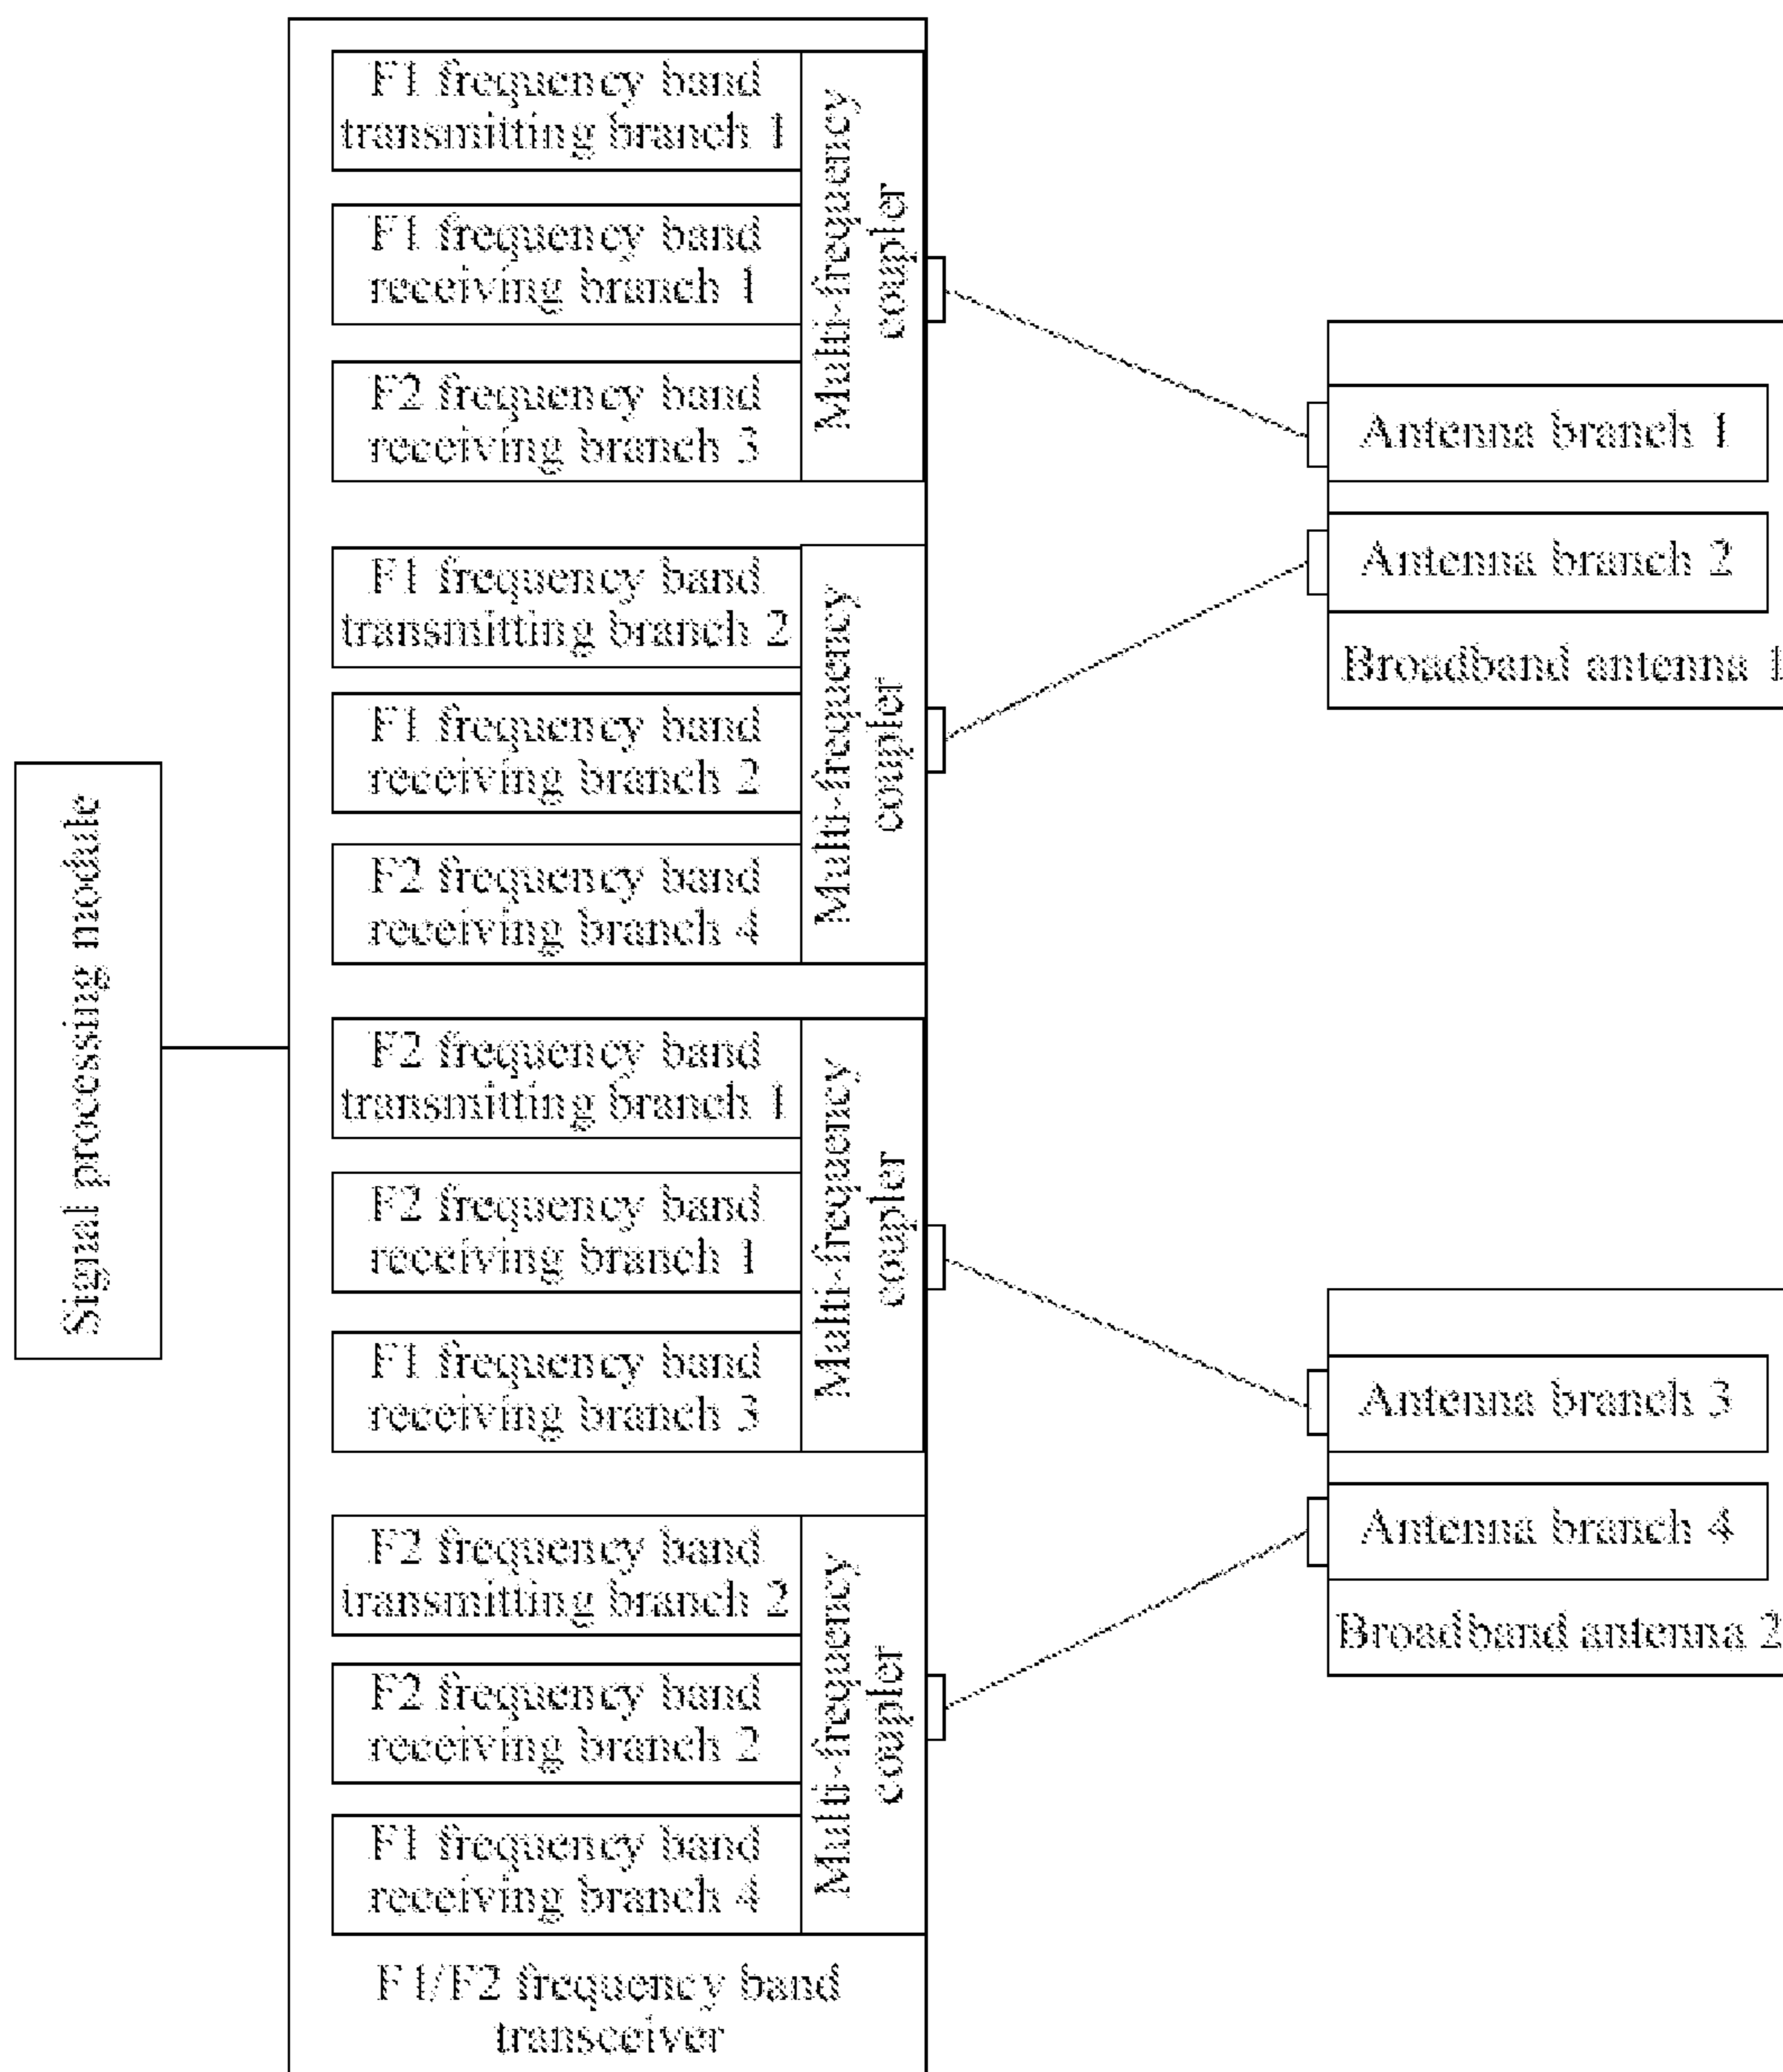 Signal processing module
F1 frequency band
transmitting branch 1
F1 frequency band
receiving branch 1
F2 frequency band
receiving branch 3
Multi-frequency
coupler
F1 frequency band
transmitting branch 2
F1 frequency band
receiving branch 2
F2 frequency band
receiving branch 4
Multi-frequency
coupler
F2 frequency band
transmitting branch 1
F2 frequency band
receiving branch 1
F1 frequency band
receiving branch 3
Multi-frequency
coupler
F2 frequency band
transmitting branch 2
F2 frequency band
receiving branch 2
F1 frequency band
receiving branch 4
Multi-frequency
coupler
F1/F2 frequency band
transceiver
Antenna branch 1
Antenna branch 2
Broadband antenna 1
Antenna branch 3
Antenna branch 4
Broadband antenna 2